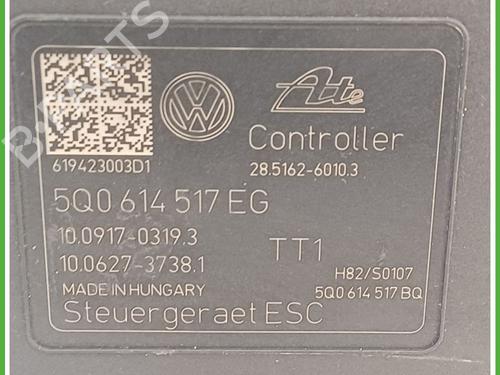 Ate
Controller
619423003D1
28.5162-6010.3
5Q0 614 517 EG
10.0917-0319.3
TT1
10.0627-3738.1
H82/S0107
MADE IN HUNGARY
5Q0 614 517 BQ
Steuergeraet ESC
B-PARTS